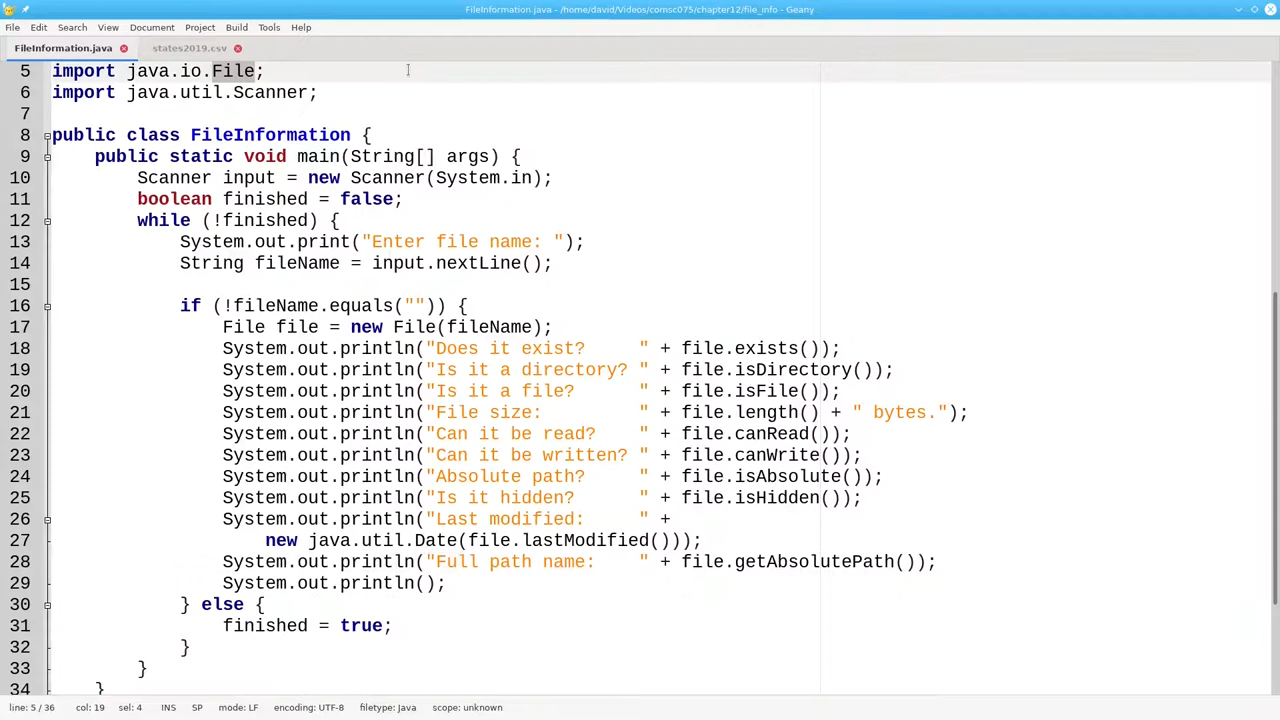 FileInformation.java - /home/david/Videos/comsc075/chapter12/file_info - Geany
File Edit Search View Document Project Build Tools Help
FileInformation.java states2019.csv
5 import java.io.File;
6 import java.util.Scanner;
7
8 public class FileInformation {
9     public static void main(String[] args) {
10         Scanner input = new Scanner(System.in);
11         boolean finished = false;
12         while (!finished) {
13             System.out.print("Enter file name: ");
14             String fileName = input.nextLine();
15
16             if (!fileName.equals("")) {
17                 File file = new File(fileName);
18                 System.out.println("Does it exist?     " + file.exists());
19                 System.out.println("Is it a directory? " + file.isDirectory());
20                 System.out.println("Is it a file?      " + file.isFile());
21                 System.out.println("File size:         " + file.length() + " bytes.");
22                 System.out.println("Can it be read?    " + file.canRead());
23                 System.out.println("Can it be written? " + file.canWrite());
24                 System.out.println("Absolute path?     " + file.isAbsolute());
25                 System.out.println("Is it hidden?      " + file.isHidden());
26                 System.out.println("Last modified:     " +
27                     new java.util.Date(file.lastModified()));
28                 System.out.println("Full path name:    " + file.getAbsolutePath());
29                 System.out.println();
30             } else {
31                 finished = true;
32             }
33         }
34     }
line: 5 / 36 col: 19 sel: 4 INS SP mode: LF encoding: UTF-8 filetype: Java scope: unknown